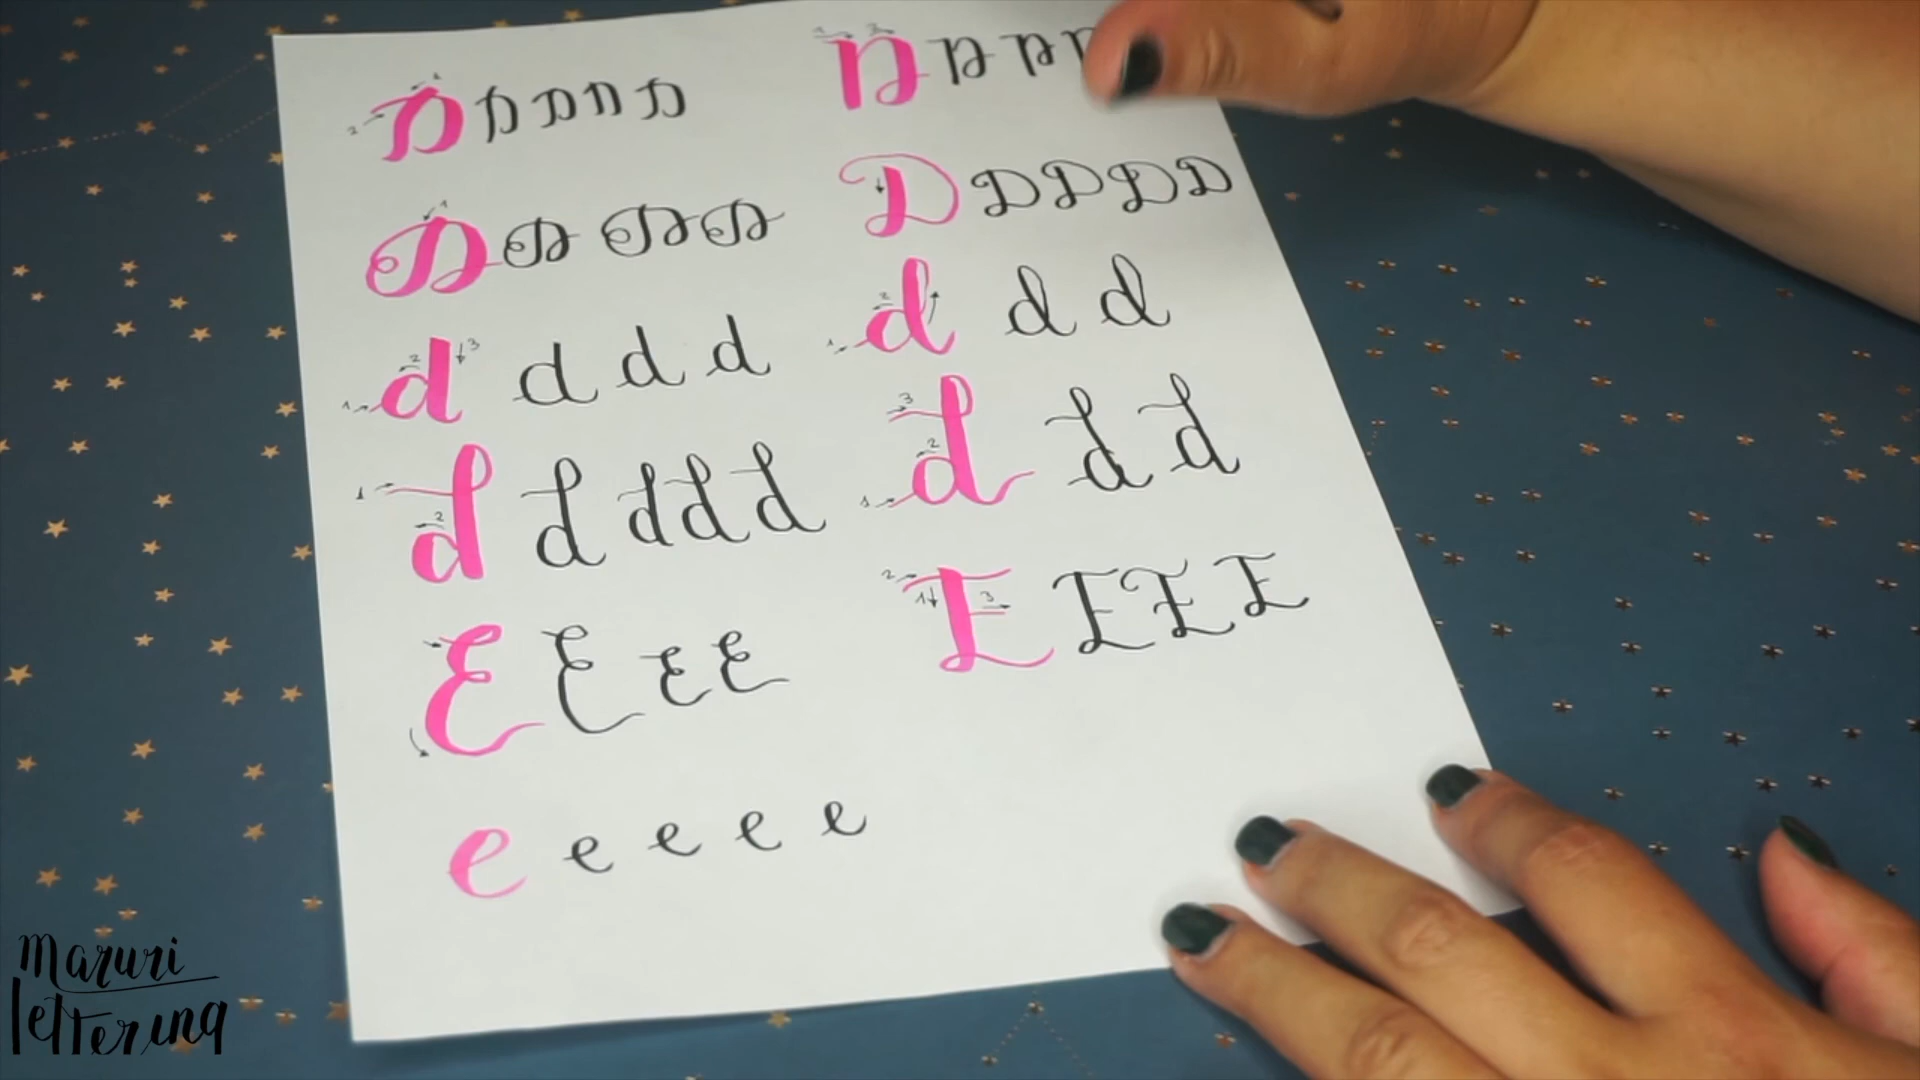 D D D D D
D D D D
D D D D
D D D D D
d d d d
d d d
d d d d d
d d d
E E E E
E E E E
e e e e e
maruri
lettering